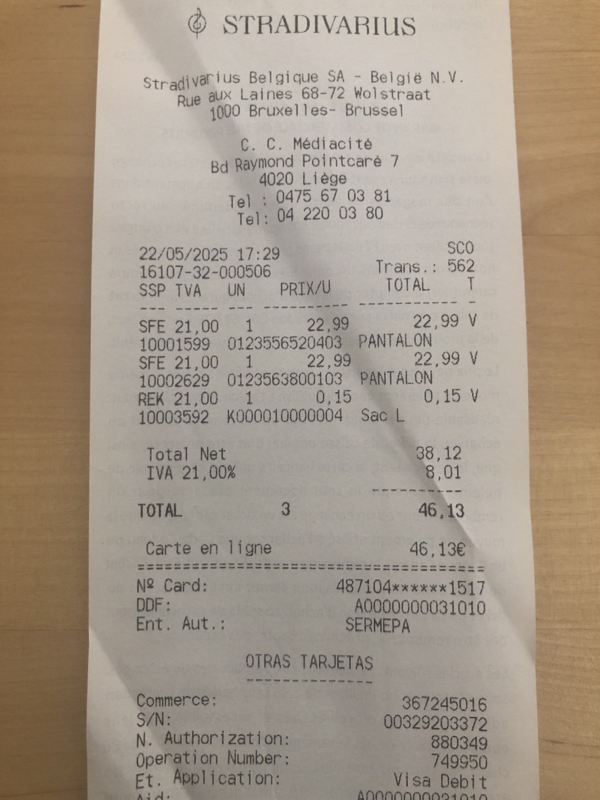 STRADIVARIUS
Stradivarius Belgique SA - België N.V.
Rue aux Laines 68-72 Wolstraat
1000 Bruxelles- Brussel
C. C. Médiacité
Bd Raymond Pointcaré 7
4020 Liège
Tel : 0475 67 03 81
Tel: 04 220 03 80
22/05/2025 17:29 SCO
16107-32-000506 Trans.: 562
SSP TVA UN PRIX/U TOTAL T
--- ----- --- ---------- ---------- -
SFE 21,00 1 22,99 22,99 V
10001599 0123556520403 PANTALON
SFE 21,00 1 22,99 22,99 V
10002629 0123563800103 PANTALON
REK 21,00 1 0,15 0,15 V
10003592 K000010000004 Sac L
Total Net 38,12
IVA 21,00% 8,01
----------
TOTAL 3 46,13
Carte en ligne 46,13€
========================================
Nº Card: 487104******1517
DDF: A0000000031010
Ent. Aut.: SERMEPA
OTRAS TARJETAS
--------------
Commerce: 367245016
S/N: 00329203372
N. Authorization: 880349
Operation Number: 749950
Et. Application: Visa Debit
Aid: A0000000031010